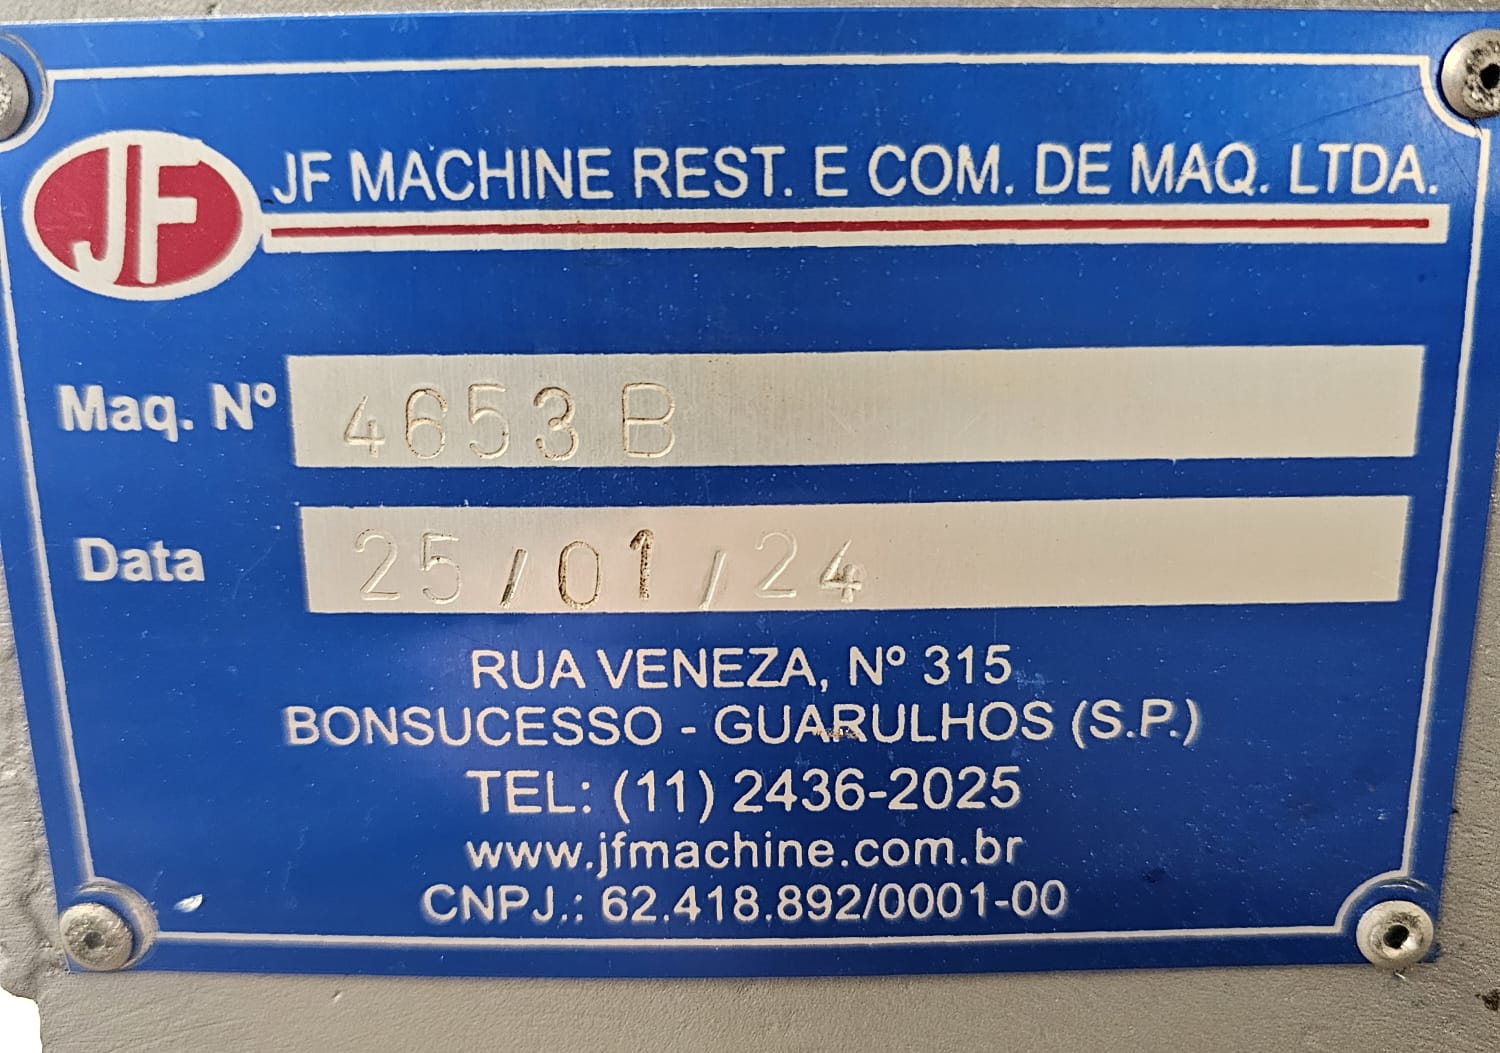 JF
JF MACHINE REST. E COM. DE MAQ. LTDA.
Maq. Nº 4653 B
Data 25/01/24
RUA VENEZA, Nº 315
BONSUCESSO - GUARULHOS (S.P.)
TEL: (11) 2436-2025
www.jfmachine.com.br
CNPJ.: 62.418.892/0001-00